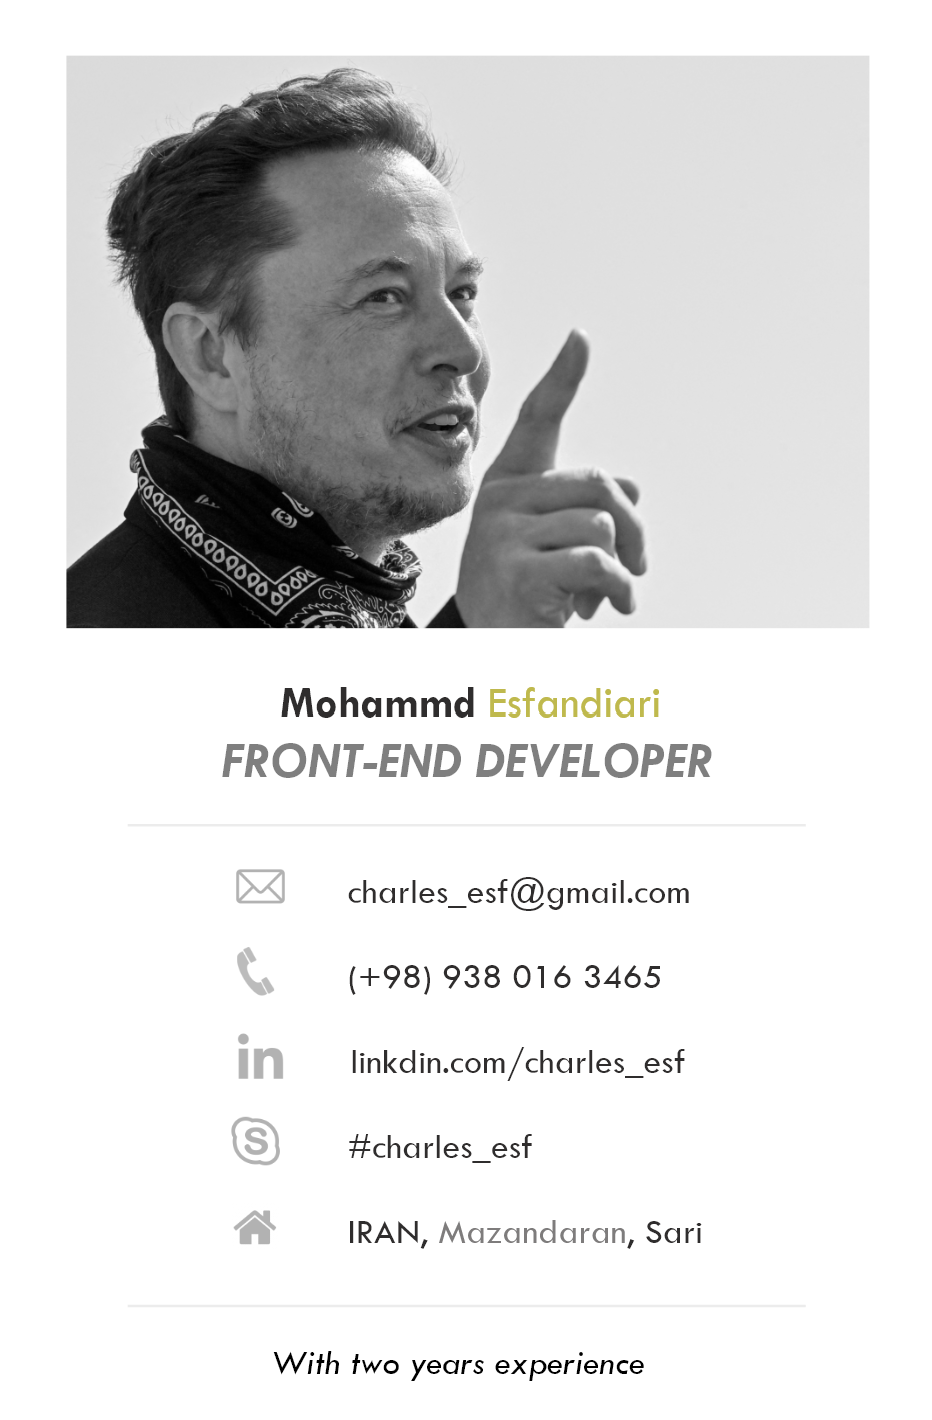 Mohammd Esfandiari
FRONT-END DEVELOPER
charles_esf@gmail.com
(+98) 938 016 3465
linkdin.com/charles_esf
#charles_esf
IRAN, Mazandaran, Sari
With two years experience